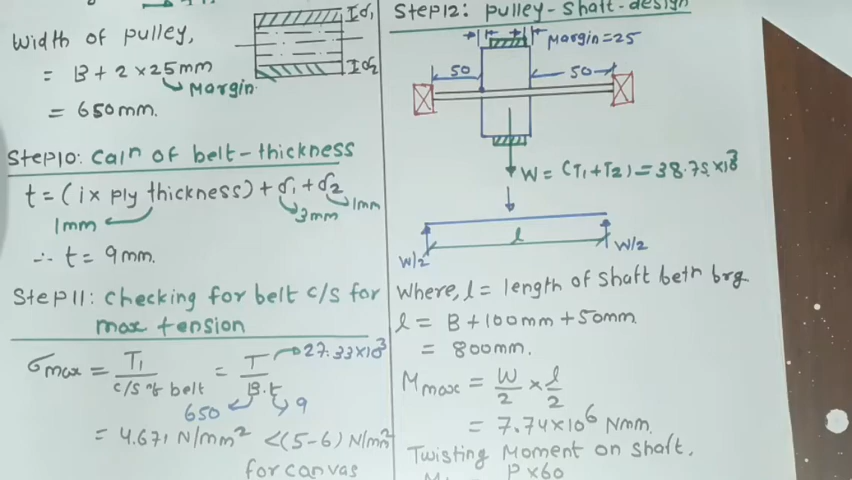 Width of pulley,
= B + 2 × 25mm
Margin
= 650mm.
σ1
σ2
Step10: Calⁿ of belt-thickness
t = (i × ply thickness) + σ1 + σ2
1mm
3mm
1mm
∴ t = 9mm.
Step11: Checking for belt c/s for
max tension
σmax = T1 / c/s of belt = T / B.t
27.33×10³
650
9
= 4.671 N/mm² < (5-6) N/mm²
for canvas
Step12: pulley-shaft-design
Margin=25
50
50
W = (T1+T2) = 38.75×10³
l
W/2
W/2
Where, l = length of shaft betn brg
l = B + 100mm + 50mm.
= 800mm.
Mmax = W/2 × l/2
= 7.74×10⁶ Nmm.
Twisting Moment on shaft,
P×60